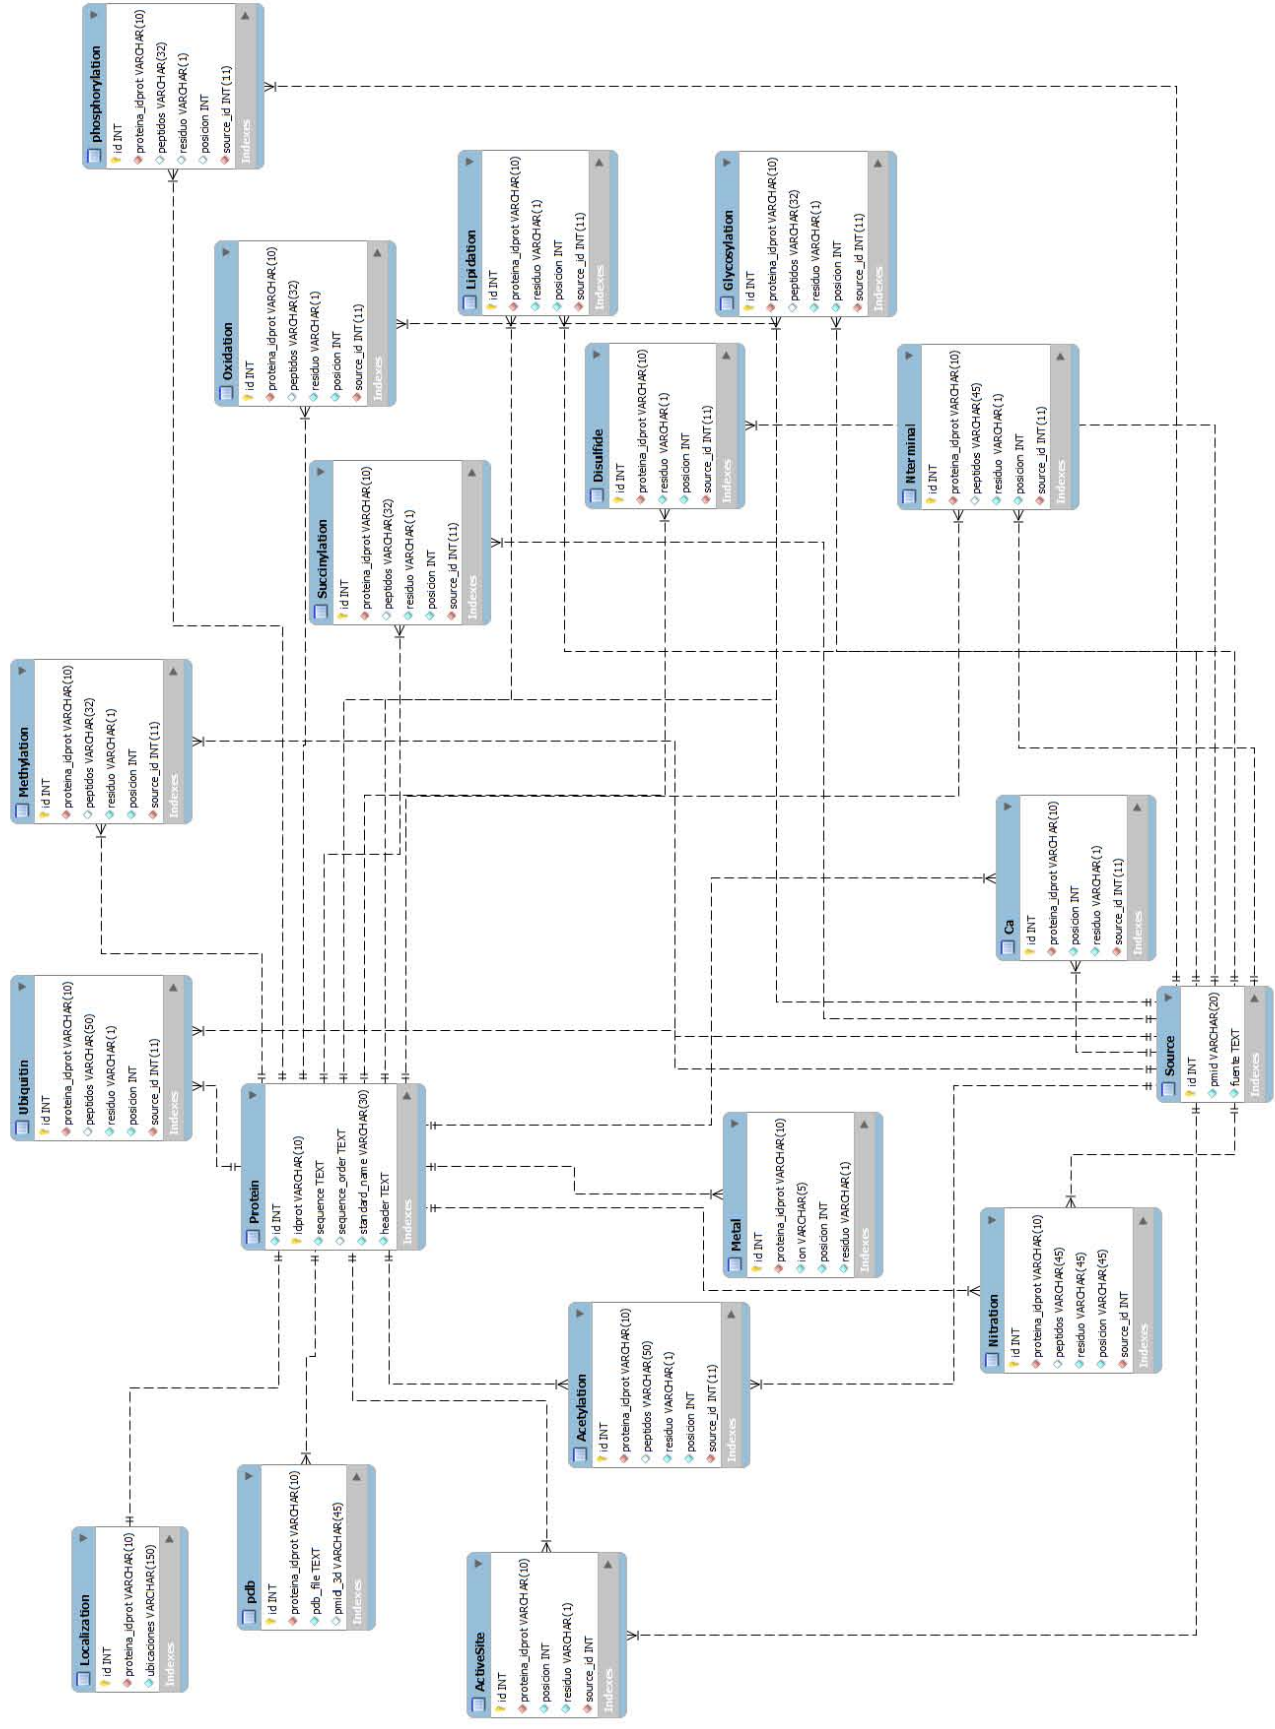 Localization
id INT
proteina_idprot VARCHAR(10)
ubicaciones VARCHAR(150)
Indexes
pdb
id INT
proteina_idprot VARCHAR(10)
pdb_file TEXT
pmid_3d VARCHAR(45)
Indexes
ActiveSite
id INT
proteina_idprot VARCHAR(10)
posicion INT
residuo VARCHAR(1)
source_id INT
Indexes
Acetylation
id INT
proteina_idprot VARCHAR(10)
peptidos VARCHAR(50)
residuo VARCHAR(1)
posicion INT
source_id INT(11)
Indexes
Nitration
id INT
proteina_idprot VARCHAR(10)
peptidos VARCHAR(45)
residuo VARCHAR(45)
posicion VARCHAR(45)
source_id INT
Indexes
Metal
id INT
proteina_idprot VARCHAR(10)
ion VARCHAR(5)
posicion INT
residuo VARCHAR(1)
Indexes
Protein
id INT
idprot VARCHAR(10)
sequence TEXT
sequence_order TEXT
standard_name VARCHAR(30)
header TEXT
Indexes
Ubiquitin
id INT
proteina_idprot VARCHAR(10)
peptidos VARCHAR(50)
residuo VARCHAR(1)
posicion INT
source_id INT(11)
Indexes
Source
id INT
pmid VARCHAR(20)
fuente TEXT
Indexes
Ca
id INT
proteina_idprot VARCHAR(10)
posicion INT
residuo VARCHAR(1)
source_id INT(11)
Indexes
Methylation
id INT
proteina_idprot VARCHAR(10)
peptidos VARCHAR(32)
residuo VARCHAR(1)
posicion INT
source_id INT(11)
Indexes
Succinylation
id INT
proteina_idprot VARCHAR(10)
peptidos VARCHAR(32)
residuo VARCHAR(1)
posicion INT
source_id INT(11)
Indexes
Disulfide
id INT
proteina_idprot VARCHAR(10)
residuo VARCHAR(1)
posicion INT
source_id INT(11)
Indexes
Nterminal
id INT
proteina_idprot VARCHAR(10)
peptidos VARCHAR(45)
residuo VARCHAR(1)
posicion INT
source_id INT(11)
Indexes
Oxidation
id INT
proteina_idprot VARCHAR(10)
peptidos VARCHAR(32)
residuo VARCHAR(1)
posicion INT
source_id INT(11)
Indexes
Lipidation
id INT
proteina_idprot VARCHAR(10)
residuo VARCHAR(1)
posicion INT
source_id INT(11)
Indexes
Glycosylation
id INT
proteina_idprot VARCHAR(10)
peptidos VARCHAR(32)
residuo VARCHAR(1)
posicion INT
source_id INT(11)
Indexes
phosphorylation
id INT
proteina_idprot VARCHAR(10)
peptidos VARCHAR(32)
residuo VARCHAR(1)
posicion INT
source_id INT(11)
Indexes